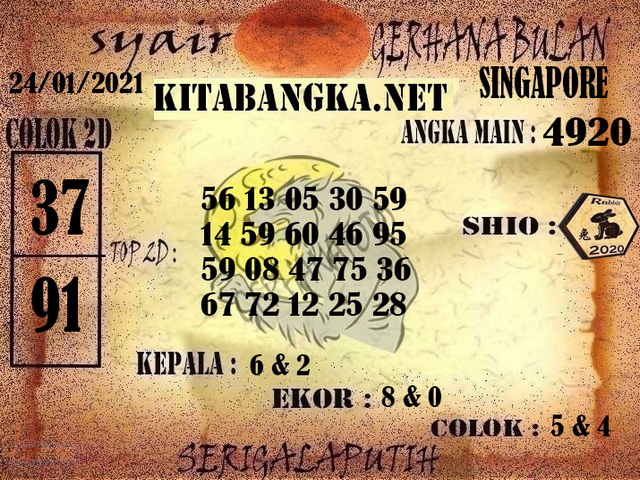 syair GERHANA BULAN
24/01/2021 KITABANGKA.NET SINGAPORE
COLOK 2D ANGKA MAIN : 4920
37
91
TOP 2D :
56 13 05 30 59
14 59 60 46 95
59 08 47 75 36
67 72 12 25 28
SHIO :
Rabbit
兔
2020
KEPALA : 6 & 2
EKOR : 8 & 0
COLOK : 5 & 4
SERIGALAPUTIH